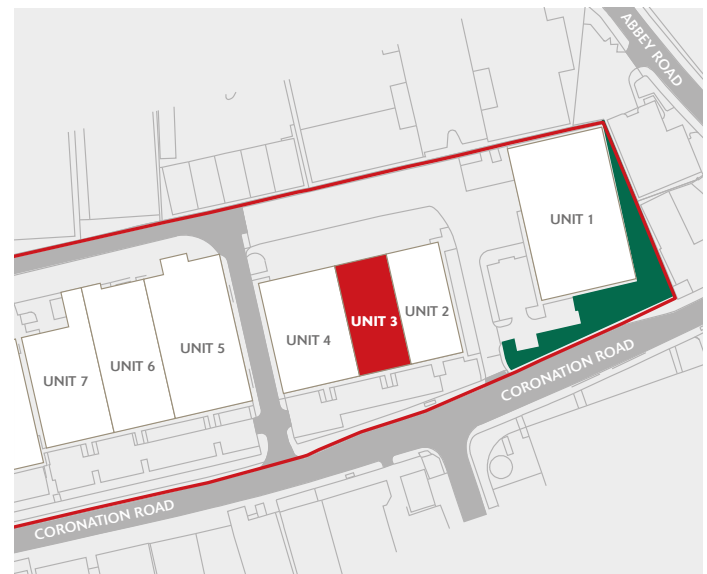 ABBEY ROAD
UNIT 1
UNIT 2
UNIT 3
UNIT 4
UNIT 5
UNIT 6
UNIT 7
CORONATION ROAD
CORONATION ROAD